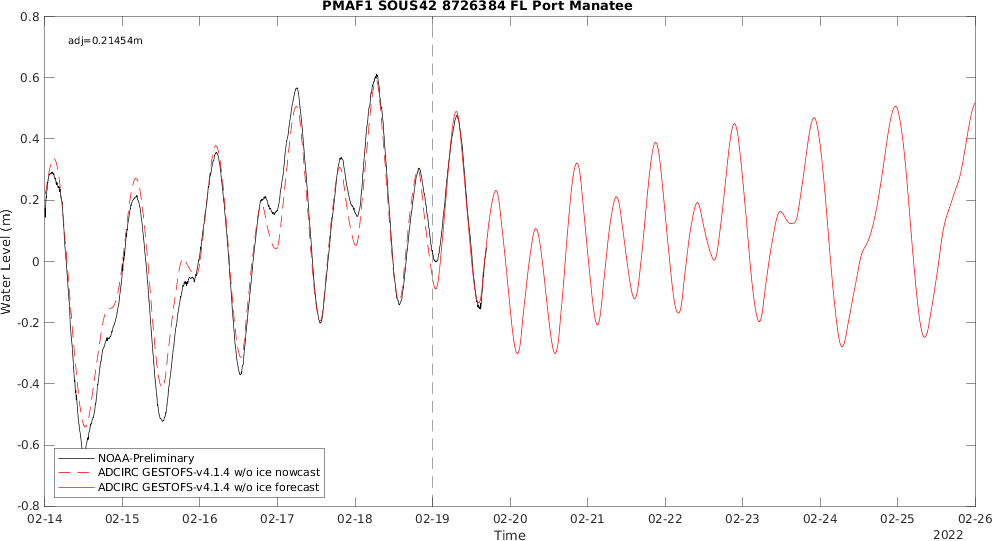 PMAF1 SOUS42 8726384 FL Port Manatee
adj=0.21454m
0.8
0.6
0.4
0.2
0
-0.2
-0.4
-0.6
-0.8
Water Level (m)
NOAA-Preliminary
ADCIRC GESTOFS-v4.1.4 w/o ice nowcast
ADCIRC GESTOFS-v4.1.4 w/o ice forecast
02-14 02-15 02-16 02-17 02-18 02-19 02-20 02-21 02-22 02-23 02-24 02-25 02-26
Time
2022